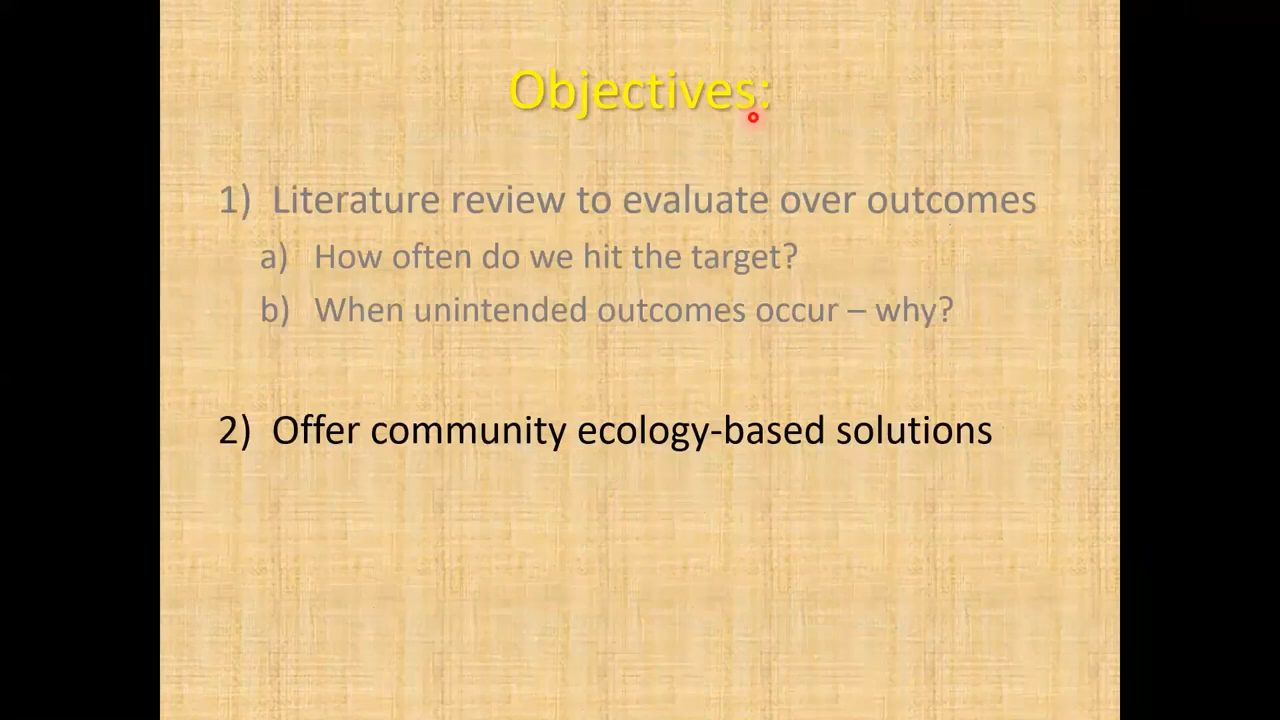 Objectives:
1) Literature review to evaluate over outcomes
a) How often do we hit the target?
b) When unintended outcomes occur – why?
2) Offer community ecology-based solutions